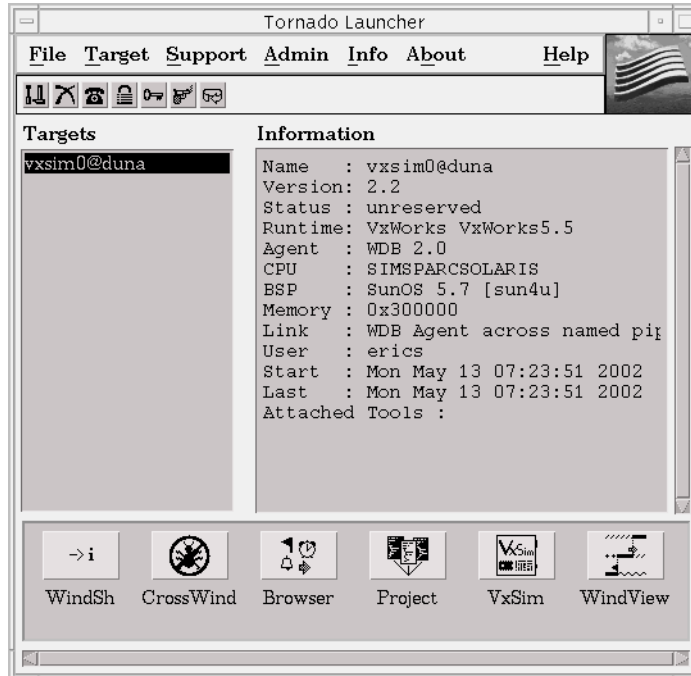 Tornado Launcher
File Target Support Admin Info About Help
Targets
Information
vxsim0@duna
Name : vxsim0@duna
Version: 2.2
Status : unreserved
Runtime: VxWorks VxWorks5.5
Agent : WDB 2.0
CPU : SIMSPARCSOLARIS
BSP : SunOS 5.7 [sun4u]
Memory : 0x300000
Link : WDB Agent across named pip
User : erics
Start : Mon May 13 07:23:51 2002
Last : Mon May 13 07:23:51 2002
Attached Tools :
->i
VxSim
WindSh CrossWind Browser Project VxSim WindView